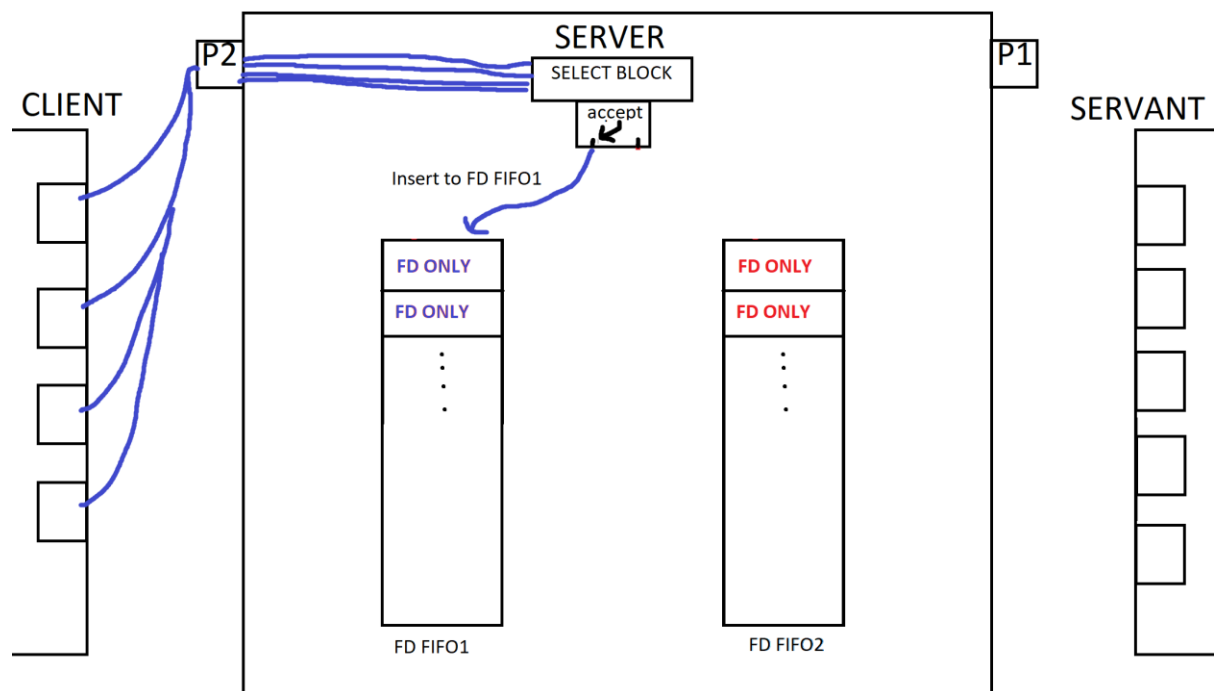 SERVER
P2
P1
SELECT BLOCK
CLIENT
SERVANT
accept
Insert to FD FIFO1
FD ONLY
FD ONLY
FD ONLY
FD ONLY
FD FIFO1
FD FIFO2